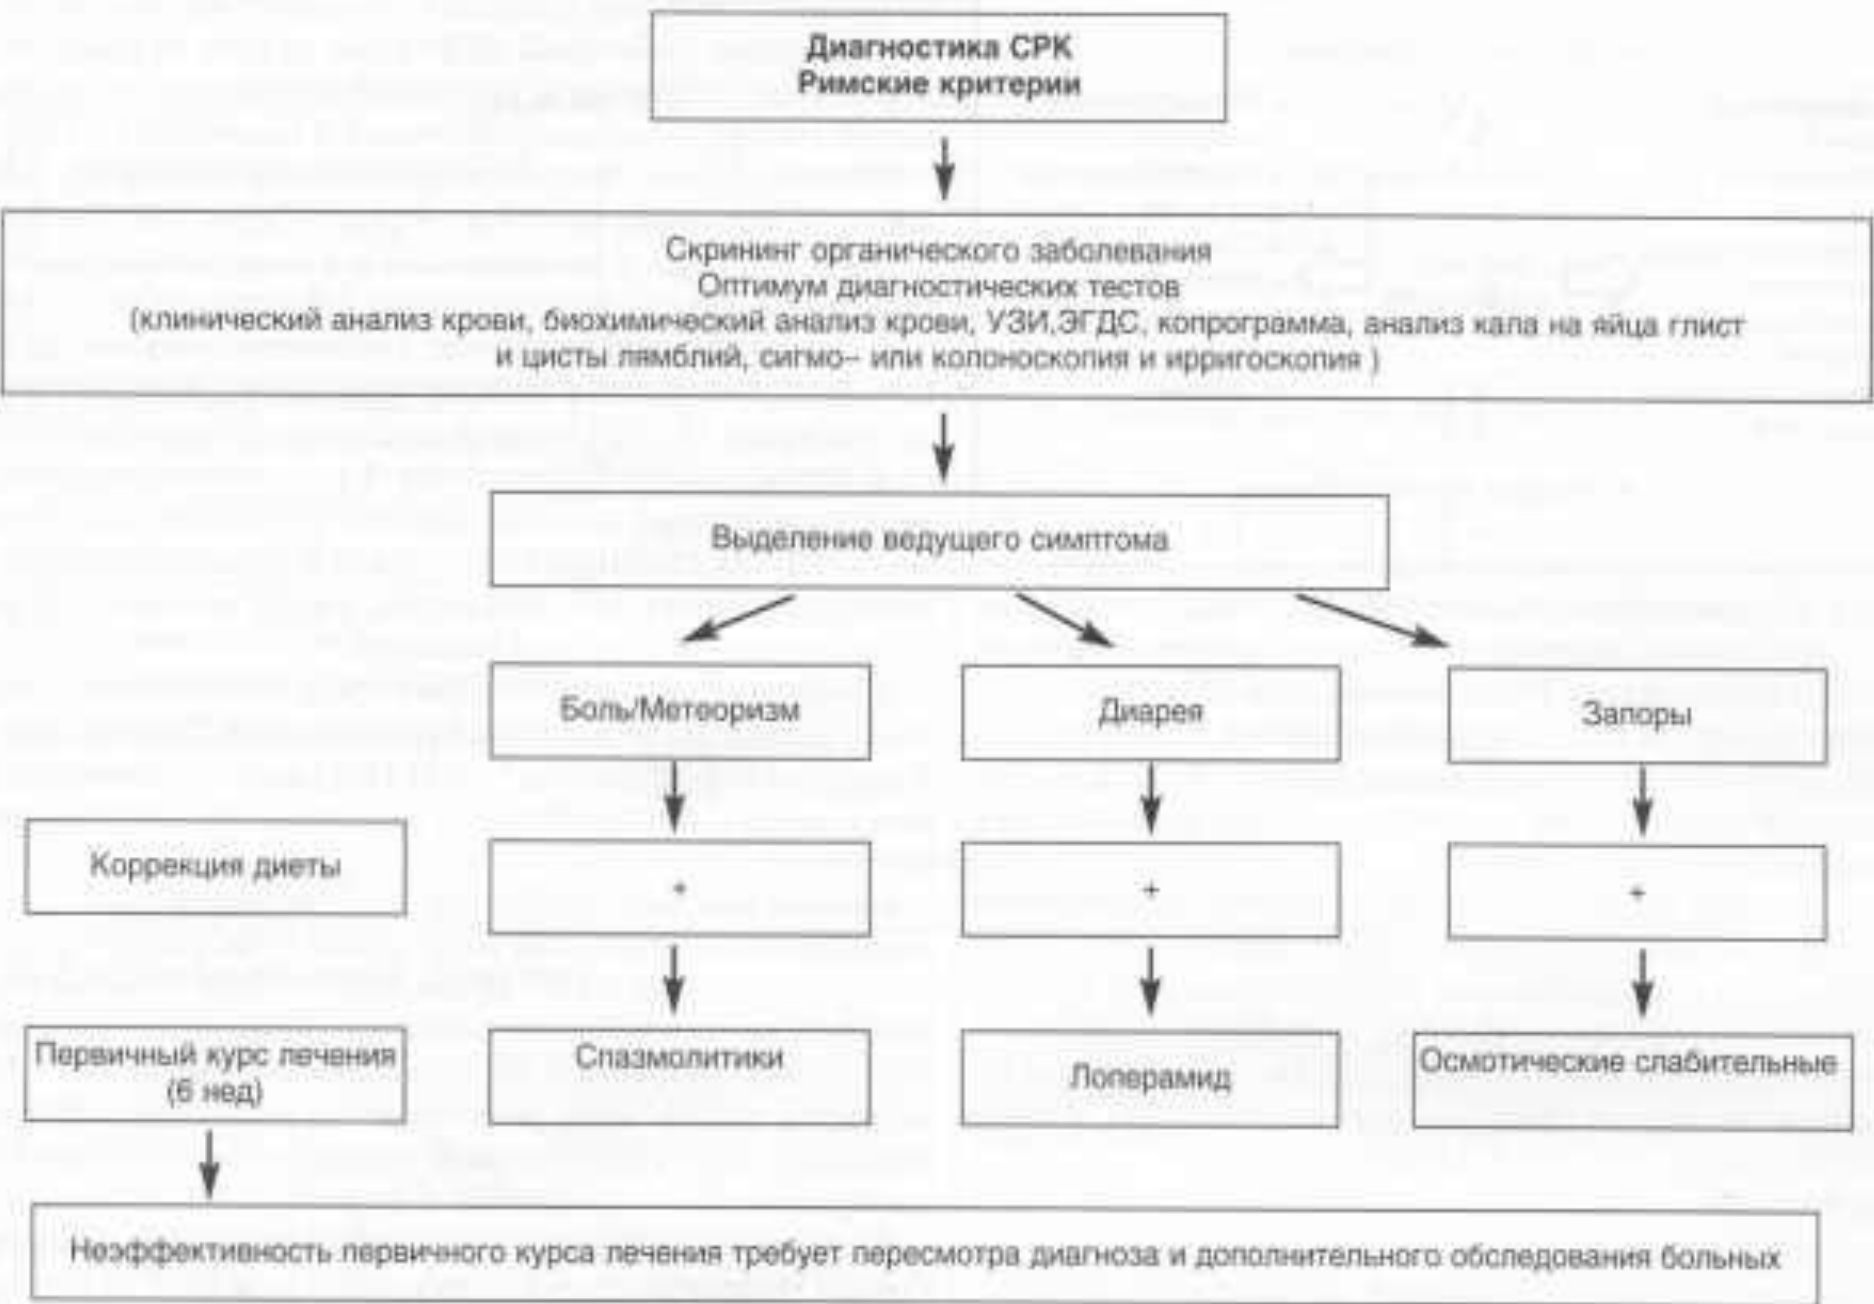 Диагностика СРК
Римские критерии
Скрининг органического заболевания
Оптимум диагностических тестов
(клинический анализ крови, биохимический анализ крови, УЗИ,ЭГДС, копрограмма, анализ кала на яйца глист
и цисты лямблий, сигмо– или колоноскопия и ирригоскопия )
Выделение ведущего симптома
Боль/Метеоризм
Диарея
Запоры
Коррекция диеты
+
+
+
Первичный курс лечения
(6 нед)
Спазмолитики
Лоперамид
Осмотические слабительные
Неэффективность первичного курса лечения требует пересмотра диагноза и дополнительного обследования больных